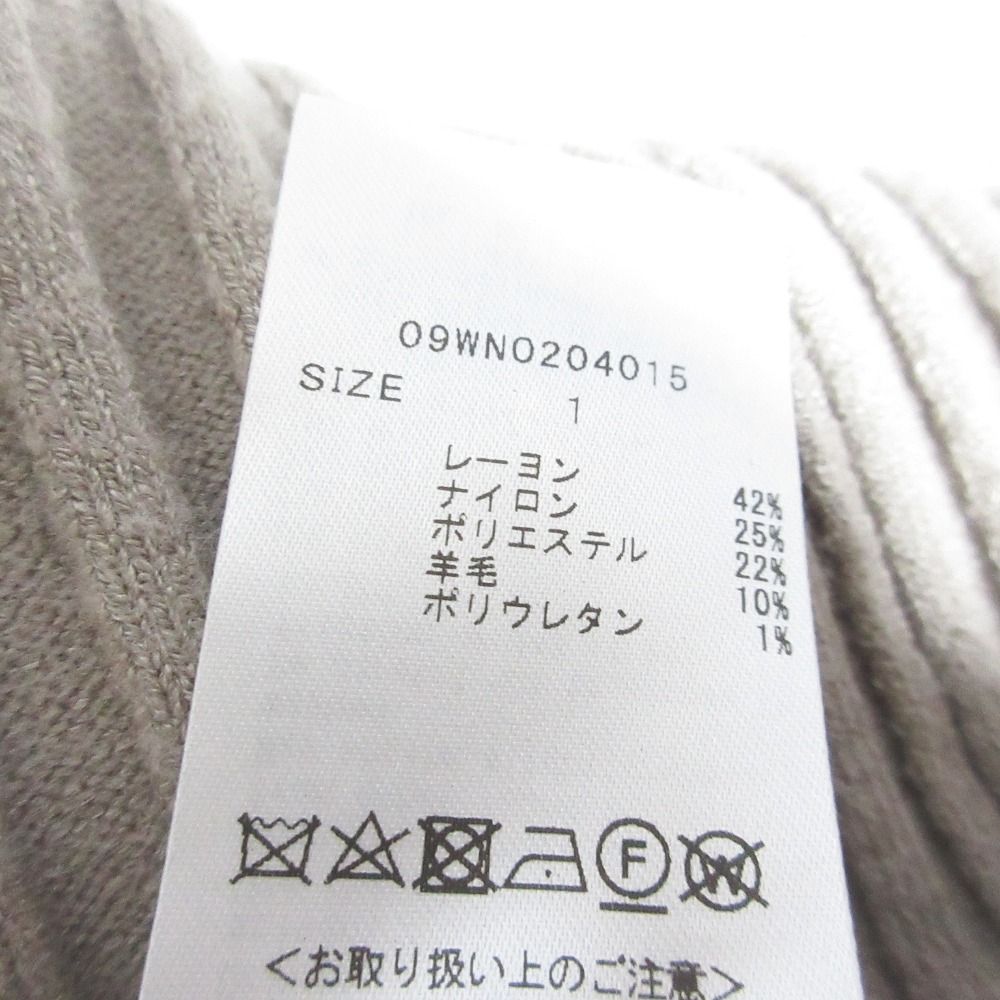 09WN0204015
SIZE 1
レーヨン 42%
ナイロン 25%
ポリエステル 22%
羊毛 10%
ポリウレタン 1%
F W
<お取り扱い上のご注意>